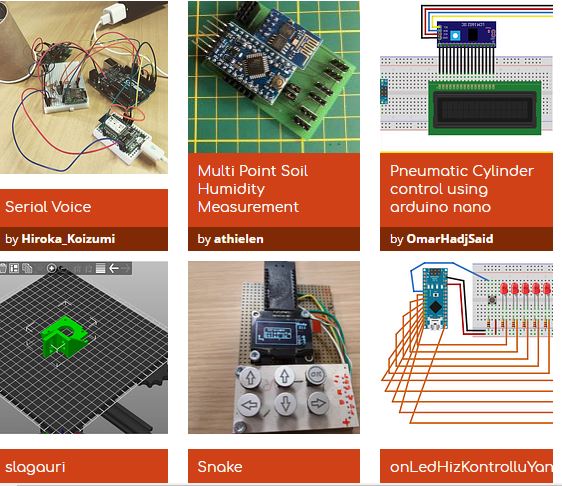 Serial Voice
by Hiroka_Koizumi
Multi Point Soil
Humidity
Measurement
by athielen
Pneumatic Cylinder
control using
arduino nano
by OmarHadjSaid
slagauri
OK
Snake
onLedHizKontrolluYan